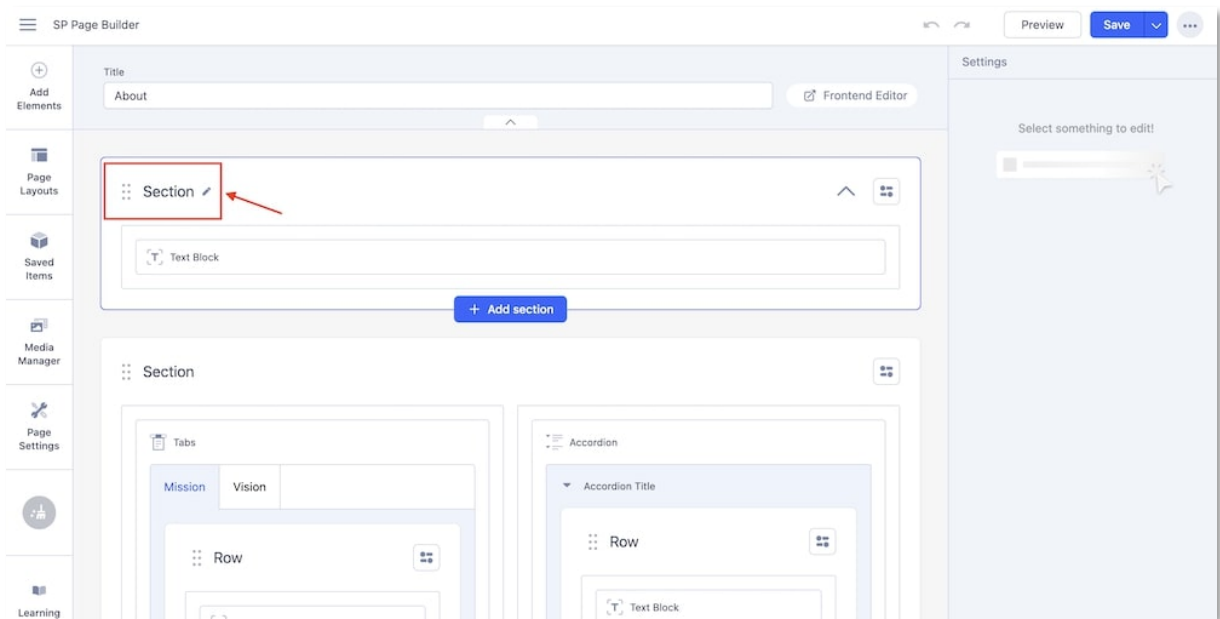 SP Page Builder
Preview
Save
Add
Elements
Page
Layouts
Saved
Items
Media
Manager
Page
Settings
Learning
Title
About
Frontend Editor
Section
Text Block
+ Add section
Section
Tabs
Mission
Vision
Row
Accordion
Accordion Title
Row
Text Block
Settings
Select something to edit!